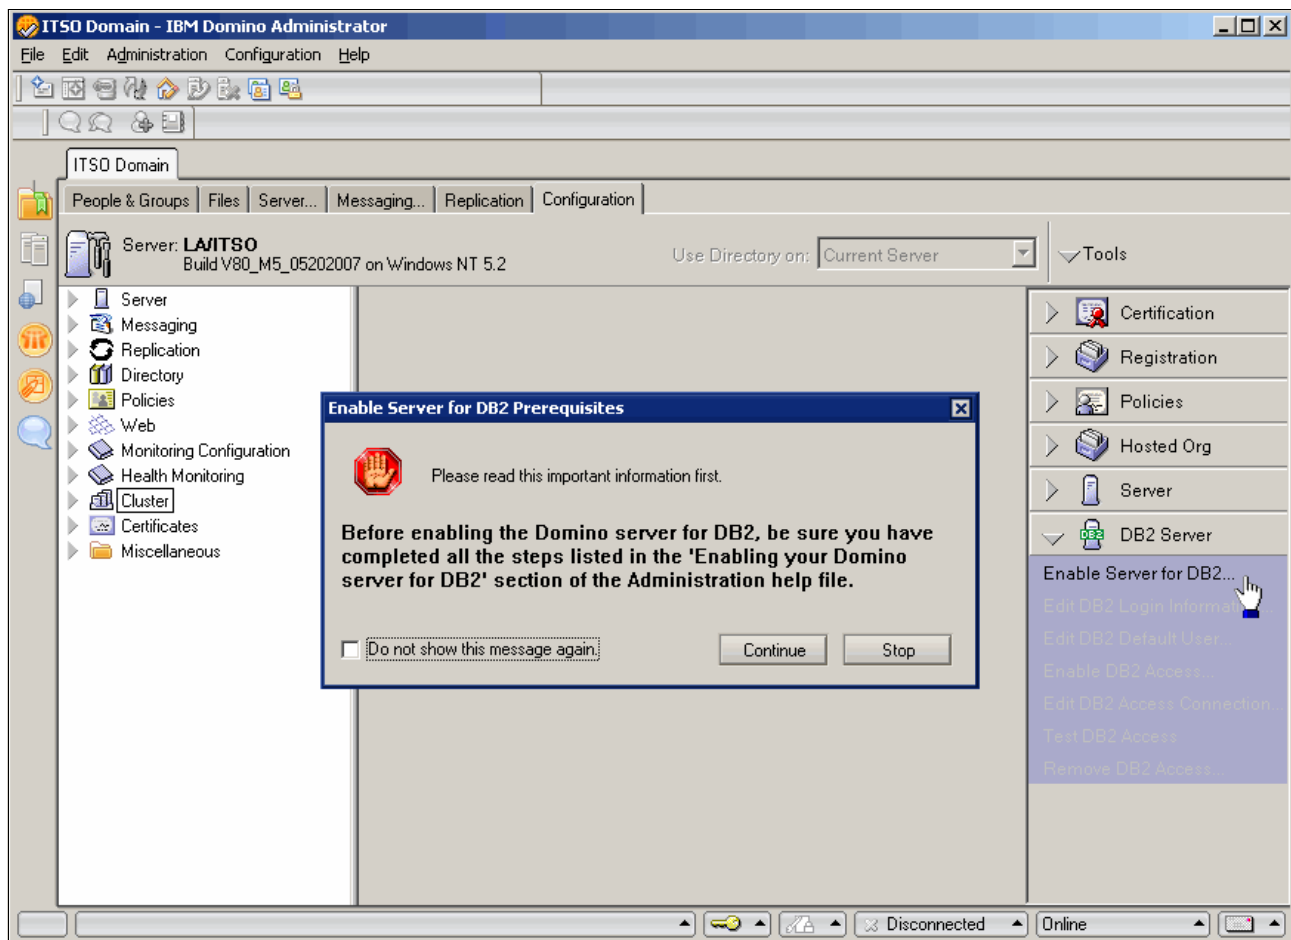 ITSO Domain - IBM Domino Administrator
File Edit Administration Configuration Help
ITSO Domain
People & Groups Files Server... Messaging... Replication Configuration
Server: LA/ITSO
Build V80_M5_05202007 on Windows NT 5.2
Use Directory on: Current Server
Tools
Server
Messaging
Replication
Directory
Policies
Web
Monitoring Configuration
Health Monitoring
Cluster
Certificates
Miscellaneous
Enable Server for DB2 Prerequisites
Please read this important information first.
Before enabling the Domino server for DB2, be sure you have
completed all the steps listed in the 'Enabling your Domino
server for DB2' section of the Administration help file.
Do not show this message again.
Continue Stop
Certification
Registration
Policies
Hosted Org
Server
DB2 DB2 Server
Enable Server for DB2...
Edit DB2 Login
Edit DB2 Default User...
Enable DB2 Access...
Edit DB2 Access Connection...
Test DB2 Access
Remove DB2 Access...
Disconnected Online